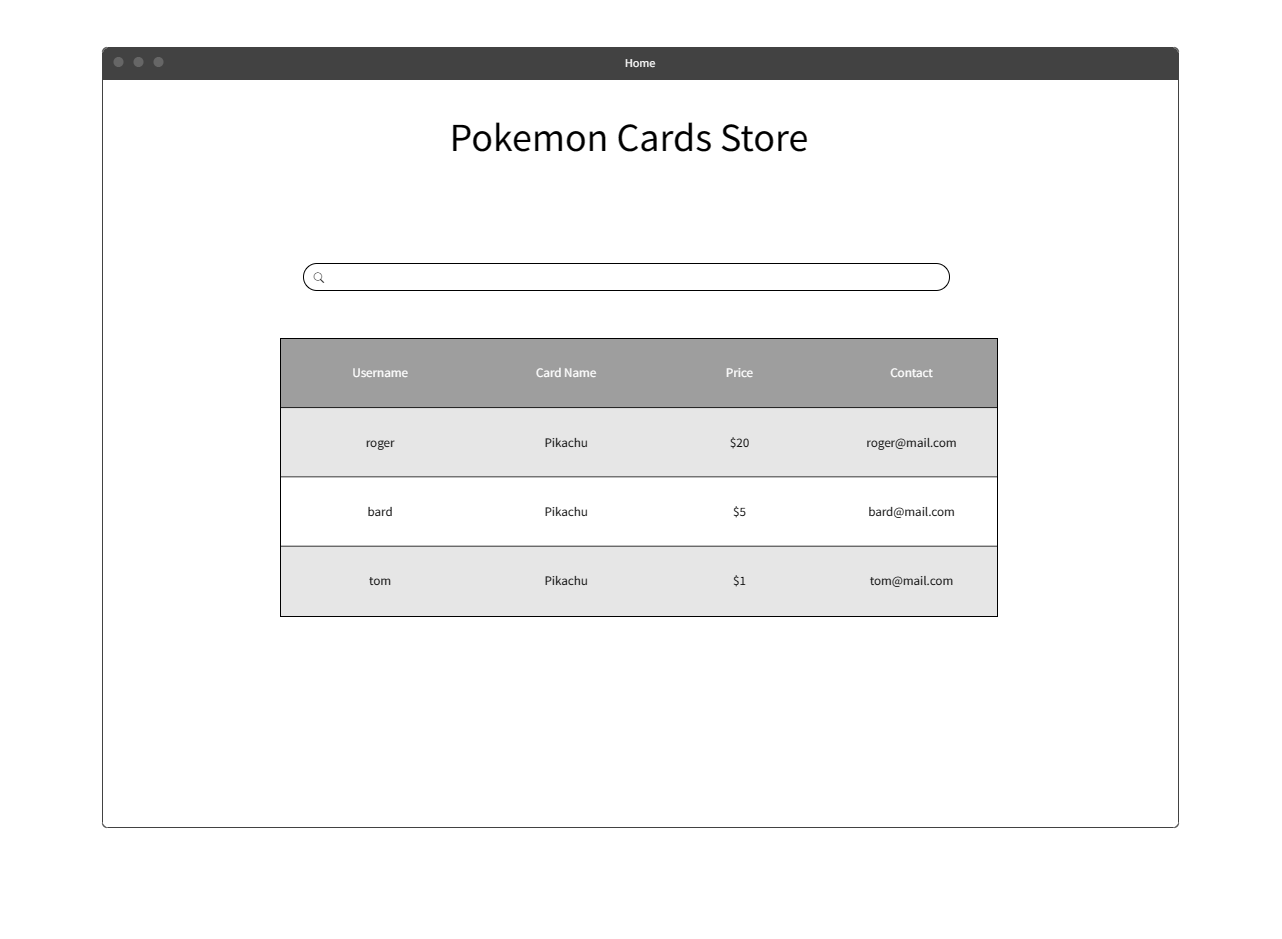 Home
Pokemon Cards Store
Username Card Name Price Contact
roger Pikachu $20 roger@mail.com
bard Pikachu $5 bard@mail.com
tom Pikachu $1 tom@mail.com